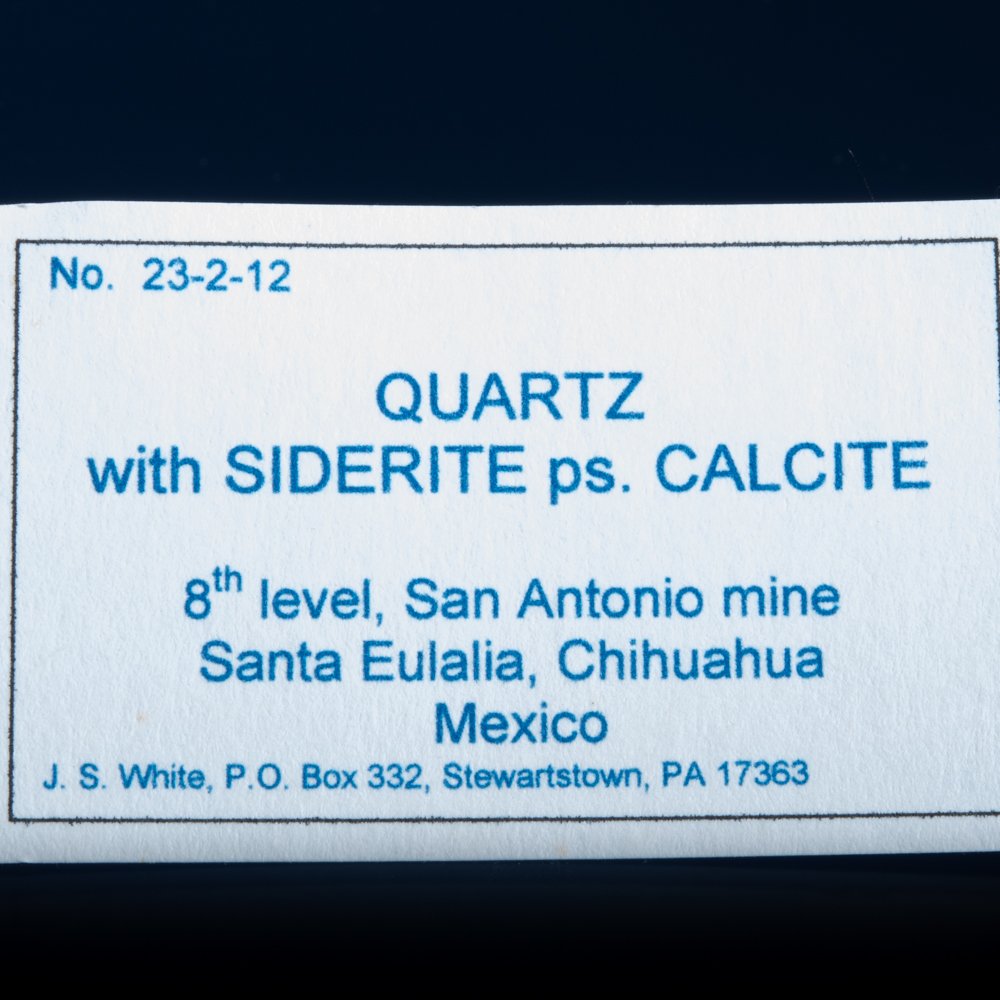 No. 23-2-12
QUARTZ
with SIDERITE ps. CALCITE
8th level, San Antonio mine
Santa Eulalia, Chihuahua
Mexico
J. S. White, P.O. Box 332, Stewartstown, PA 17363